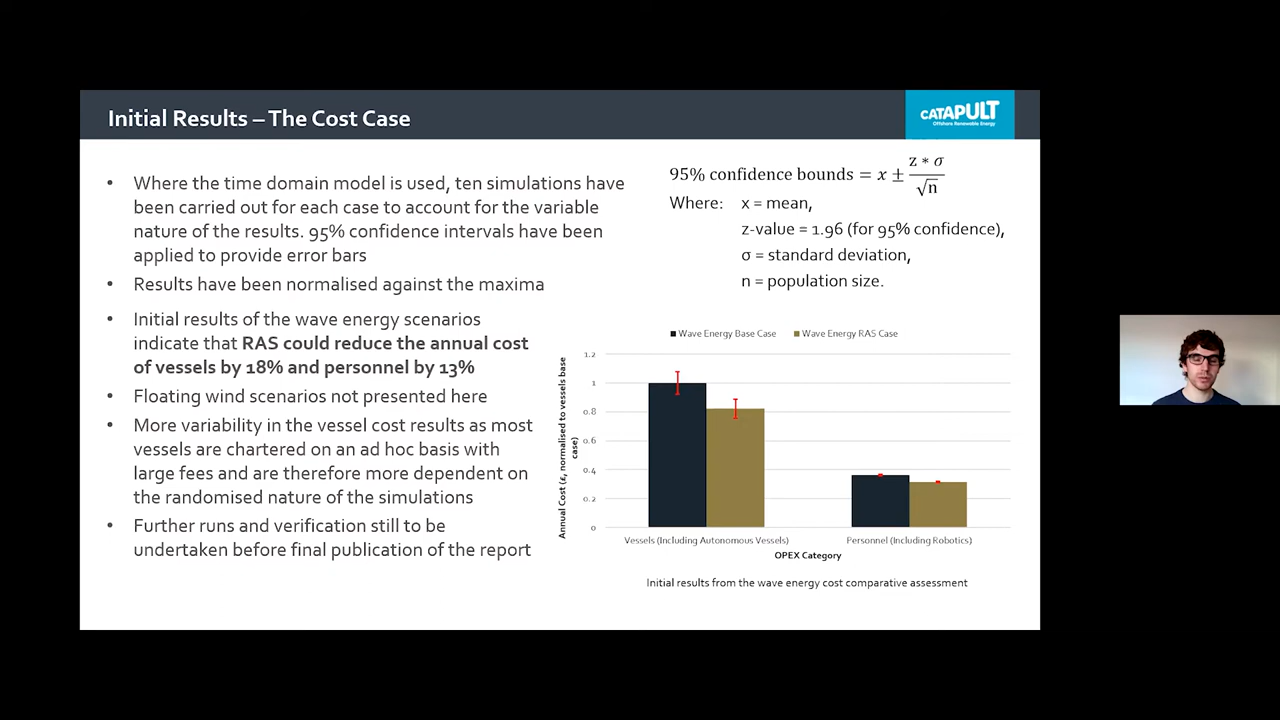 Initial Results – The Cost Case
CATAPULT
Offshore Renewable Energy
• Where the time domain model is used, ten simulations have
been carried out for each case to account for the variable
nature of the results. 95% confidence intervals have been
applied to provide error bars
• Results have been normalised against the maxima
• Initial results of the wave energy scenarios
indicate that RAS could reduce the annual cost
of vessels by 18% and personnel by 13%
• Floating wind scenarios not presented here
• More variability in the vessel cost results as most
vessels are chartered on an ad hoc basis with
large fees and are therefore more dependent on
the randomised nature of the simulations
• Further runs and verification still to be
undertaken before final publication of the report
95% confidence bounds = x ± z * σ / √n
Where: x = mean,
z-value = 1.96 (for 95% confidence),
σ = standard deviation,
n = population size.
Wave Energy Base Case Wave Energy RAS Case
Annual Cost (£, normalised to vessels base
case)
1.2
1
0.8
0.6
0.4
0.2
0
Vessels (Including Autonomous Vessels) Personnel (Including Robotics)
OPEX Category
Initial results from the wave energy cost comparative assessment